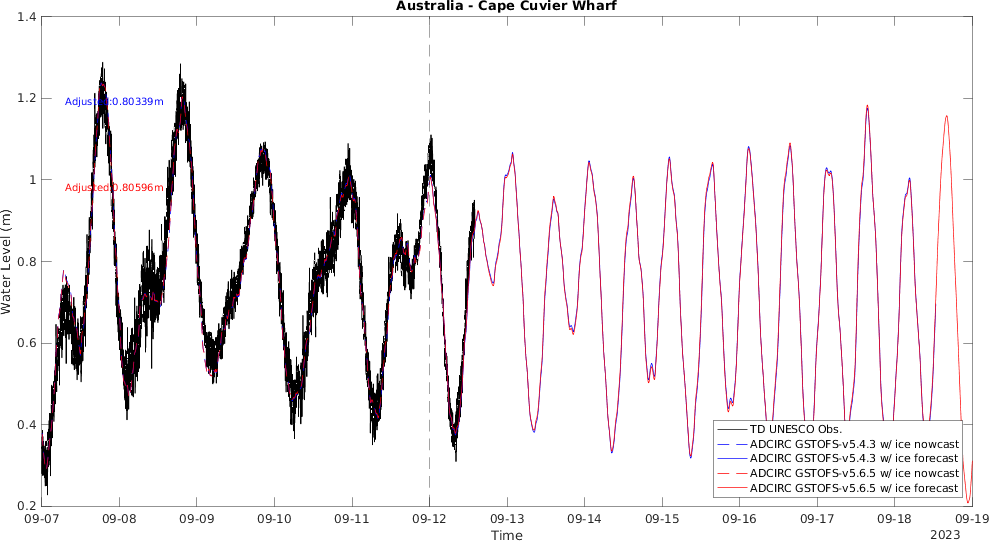 Australia - Cape Cuvier Wharf
1.4
1.2
1
0.8
0.6
0.4
0.2
Water Level (m)
Adjusted:0.80339m
Adjusted:0.80596m
TD UNESCO Obs.
ADCIRC GSTOFS-v5.4.3 w/ ice nowcast
ADCIRC GSTOFS-v5.4.3 w/ ice forecast
ADCIRC GSTOFS-v5.6.5 w/ ice nowcast
ADCIRC GSTOFS-v5.6.5 w/ ice forecast
09-07 09-08 09-09 09-10 09-11 09-12 09-13 09-14 09-15 09-16 09-17 09-18 09-19
Time
2023